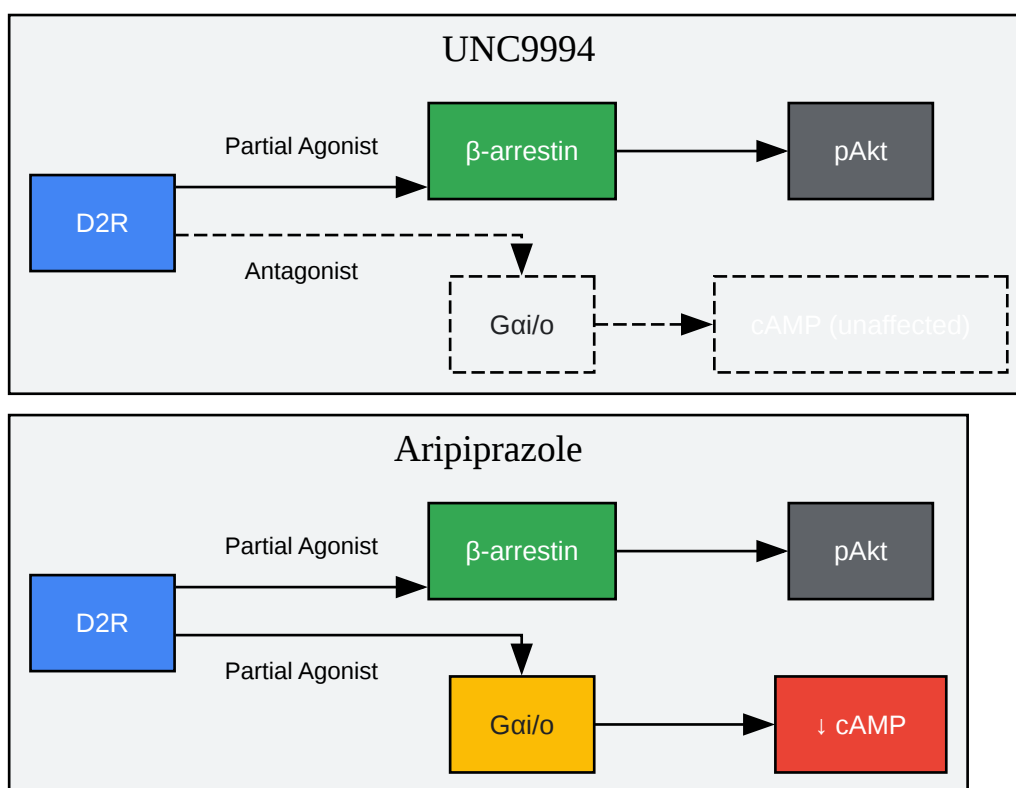 UNC9994
Partial Agonist
β-arrestin
pAkt
D2R
Antagonist
Gαi/o
cAMP (unaffected)
Aripiprazole
Partial Agonist
β-arrestin
pAkt
D2R
Partial Agonist
Gαi/o
↓ cAMP